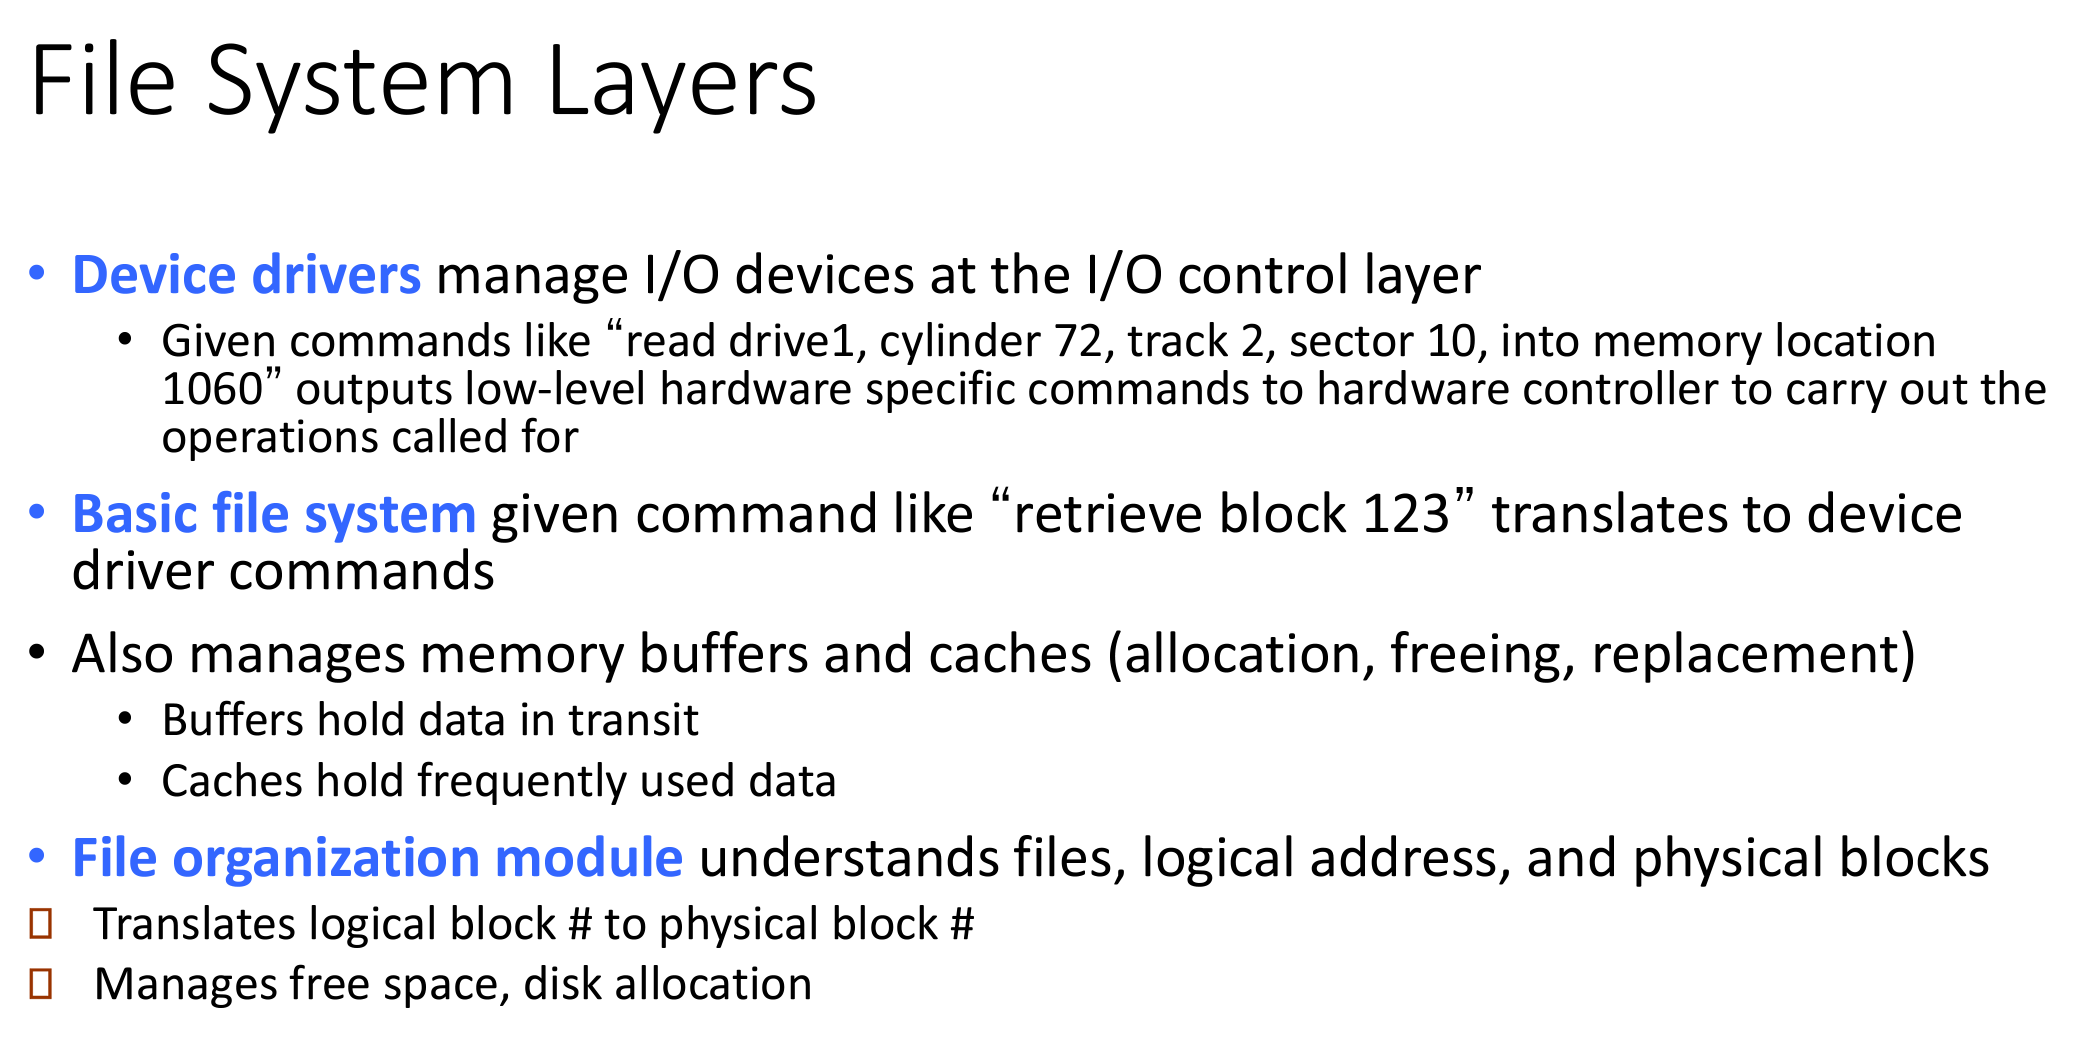 File System Layers
• Device drivers manage I/O devices at the I/O control layer
• Given commands like “read drive1, cylinder 72, track 2, sector 10, into memory location
1060” outputs low-level hardware specific commands to hardware controller to carry out the
operations called for
• Basic file system given command like “retrieve block 123” translates to device
driver commands
• Also manages memory buffers and caches (allocation, freeing, replacement)
• Buffers hold data in transit
• Caches hold frequently used data
• File organization module understands files, logical address, and physical blocks
▯ Translates logical block # to physical block #
▯ Manages free space, disk allocation